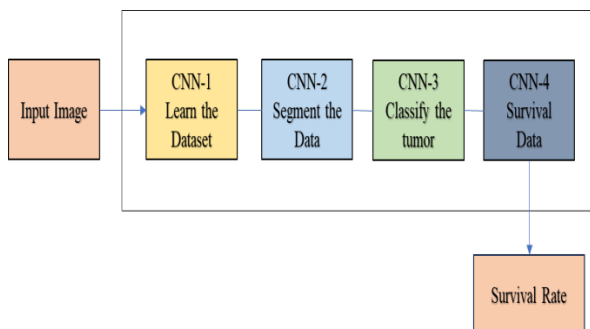 Input Image
CNN-1
Learn the
Dataset
CNN-2
Segment the
Data
CNN-3
Classify the
tumor
CNN-4
Survival
Data
Survival Rate